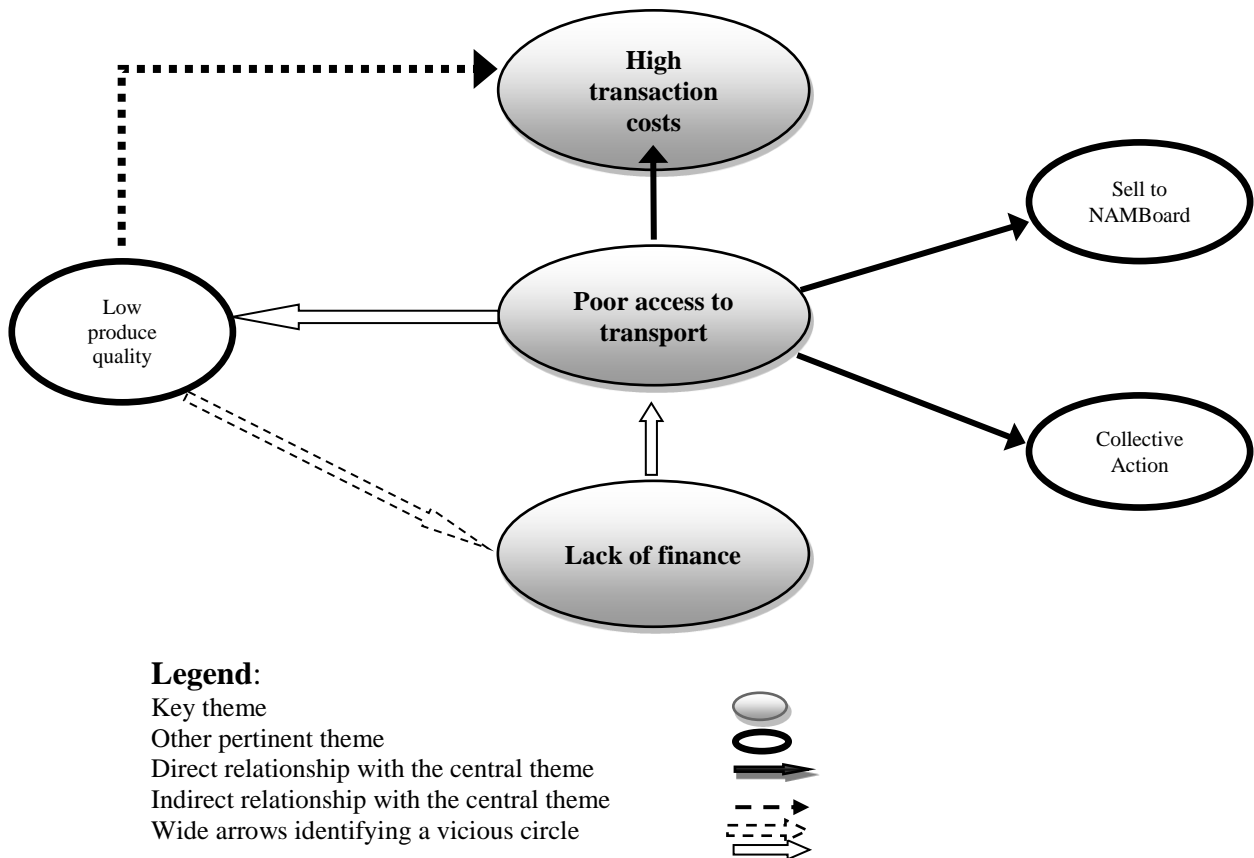 High
transaction
costs
Sell to
NAMBoard
Low
produce
quality
Poor access to
transport
Collective
Action
Lack of finance
Legend:
Key theme
Other pertinent theme
Direct relationship with the central theme
Indirect relationship with the central theme
Wide arrows identifying a vicious circle